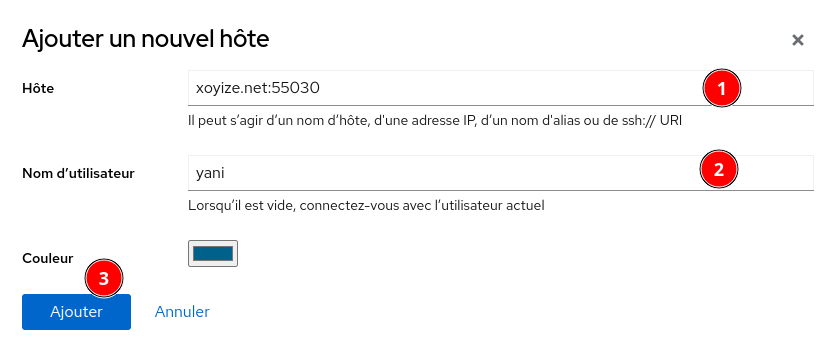 Ajouter un nouvel hôte
Hôte
xoyize.net:55030
1
Il peut s’agir d’un nom d’hôte, d'une adresse IP, d’un nom d'alias ou de ssh:// URI
Nom d’utilisateur
yani
2
Lorsqu’il est vide, connectez-vous avec l’utilisateur actuel
Couleur
3
Ajouter Annuler